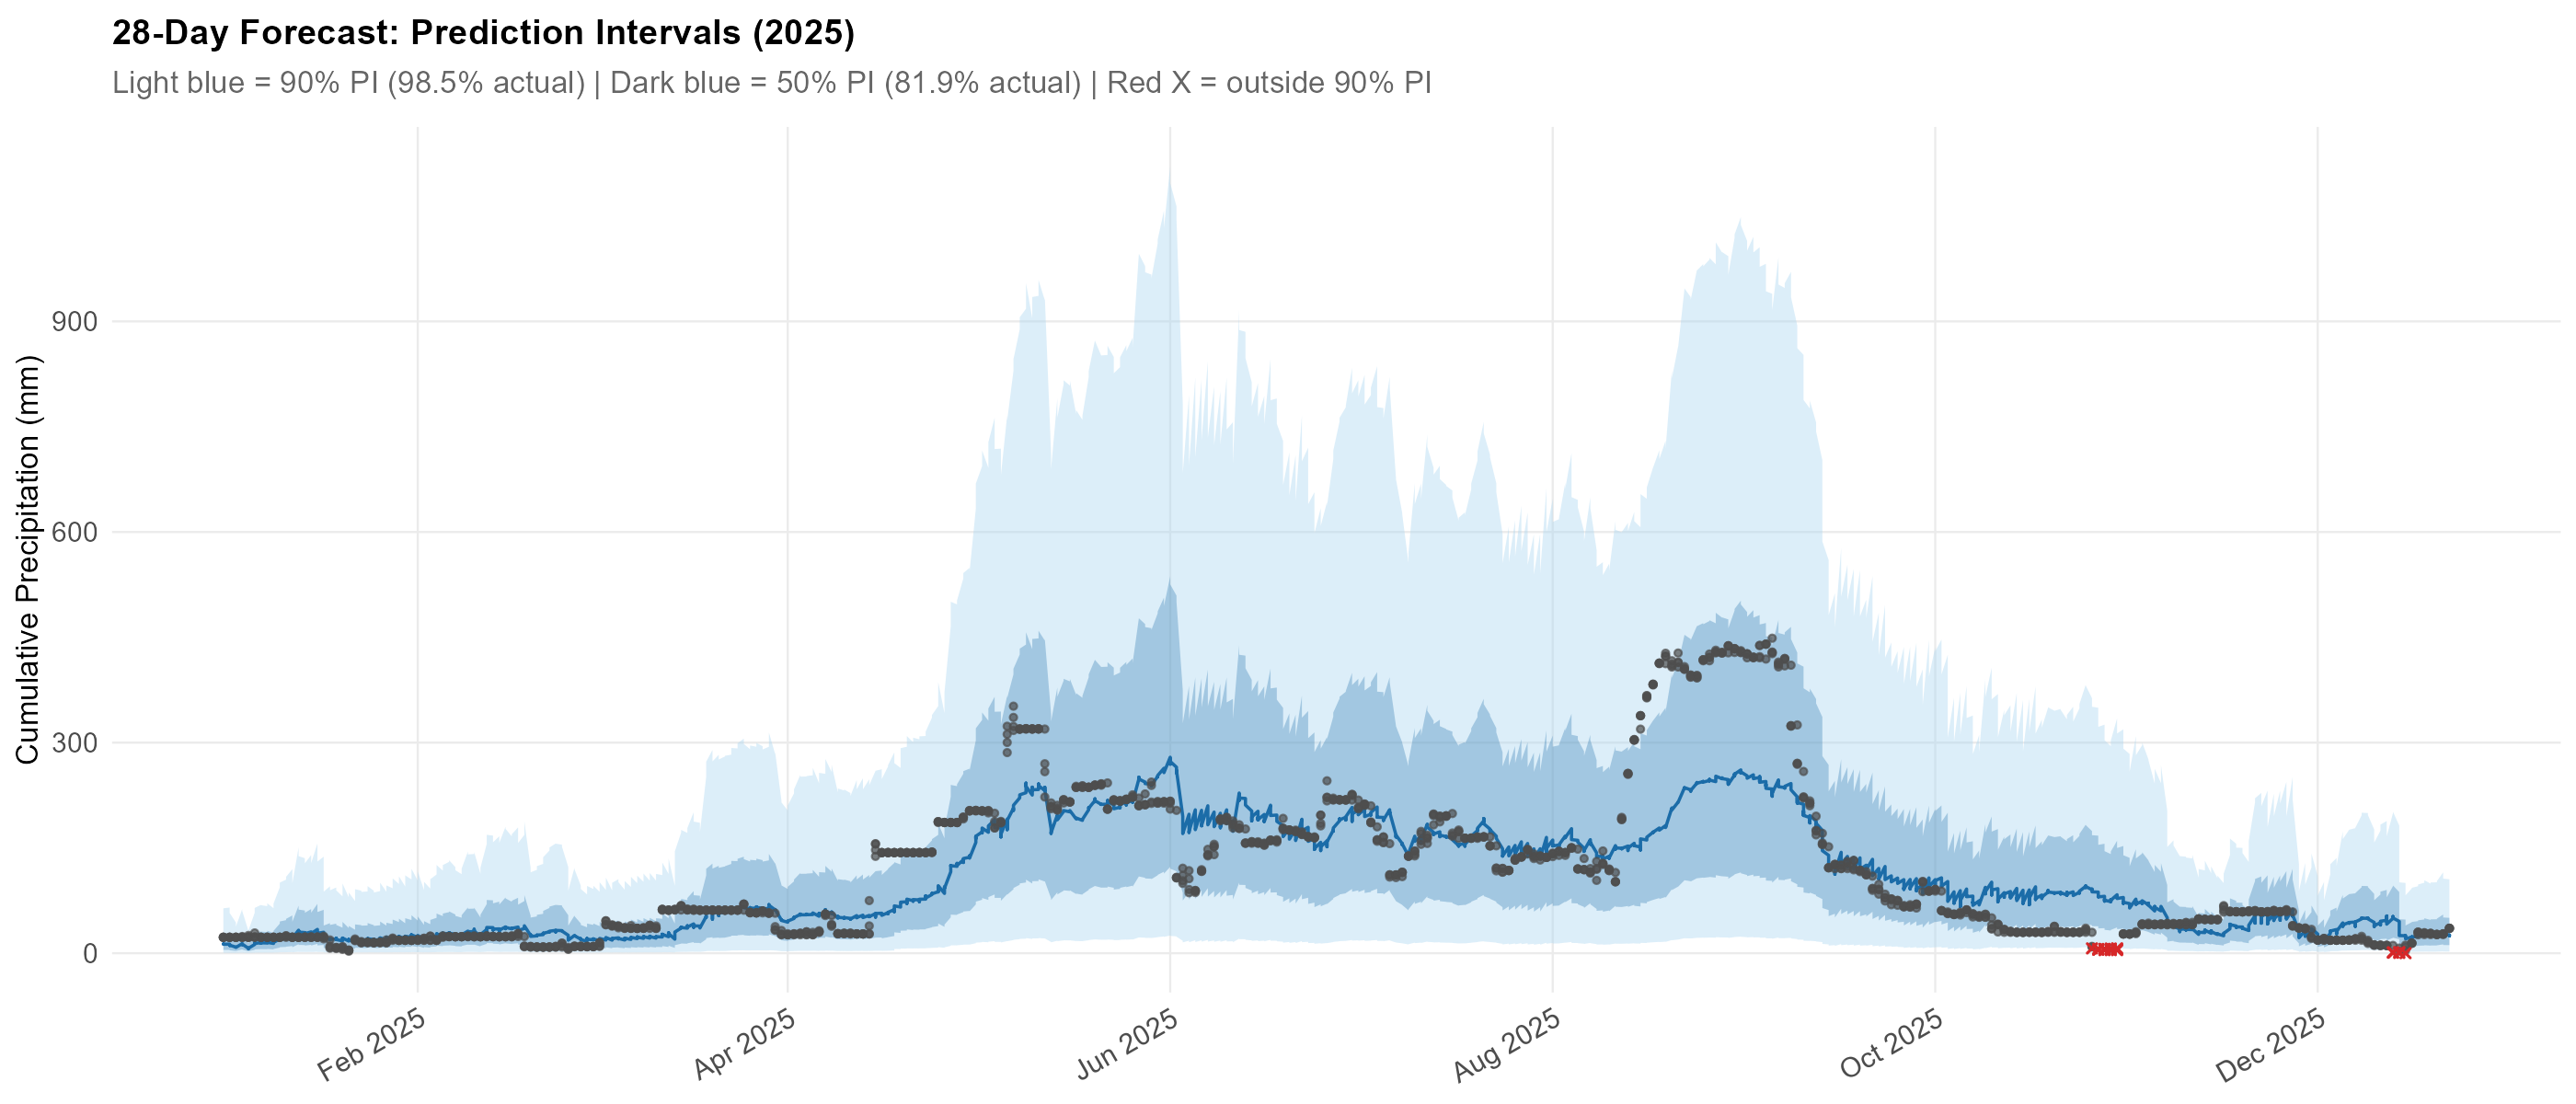 28-Day Forecast: Prediction Intervals (2025)
Light blue = 90% PI (98.5% actual) | Dark blue = 50% PI (81.9% actual) | Red X = outside 90% PI
Cumulative Precipitation (mm)
900
600
300
0
Feb 2025
Apr 2025
Jun 2025
Aug 2025
Oct 2025
Dec 2025